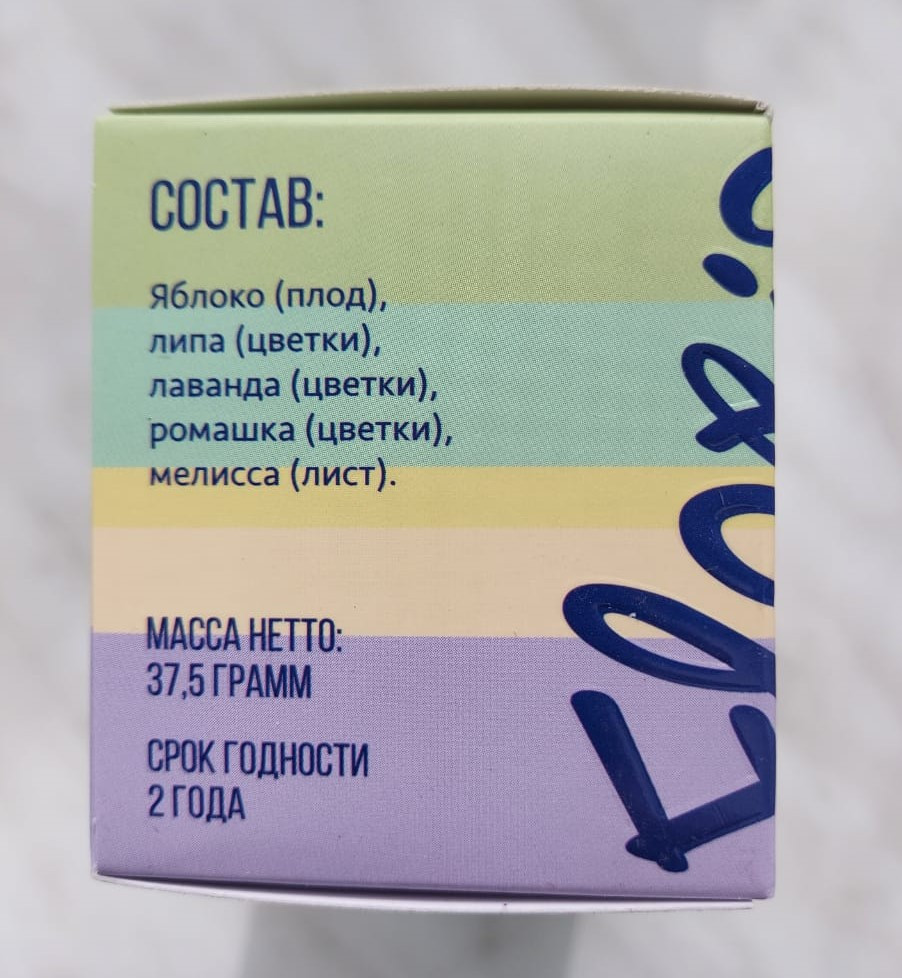 СОСТАВ:
Яблоко (плод),
липа (цветки),
лаванда (цветки),
ромашка (цветки),
мелисса (лист).
МАССА НЕТТО:
37,5 ГРАММ
СРОК ГОДНОСТИ
2 ГОДА